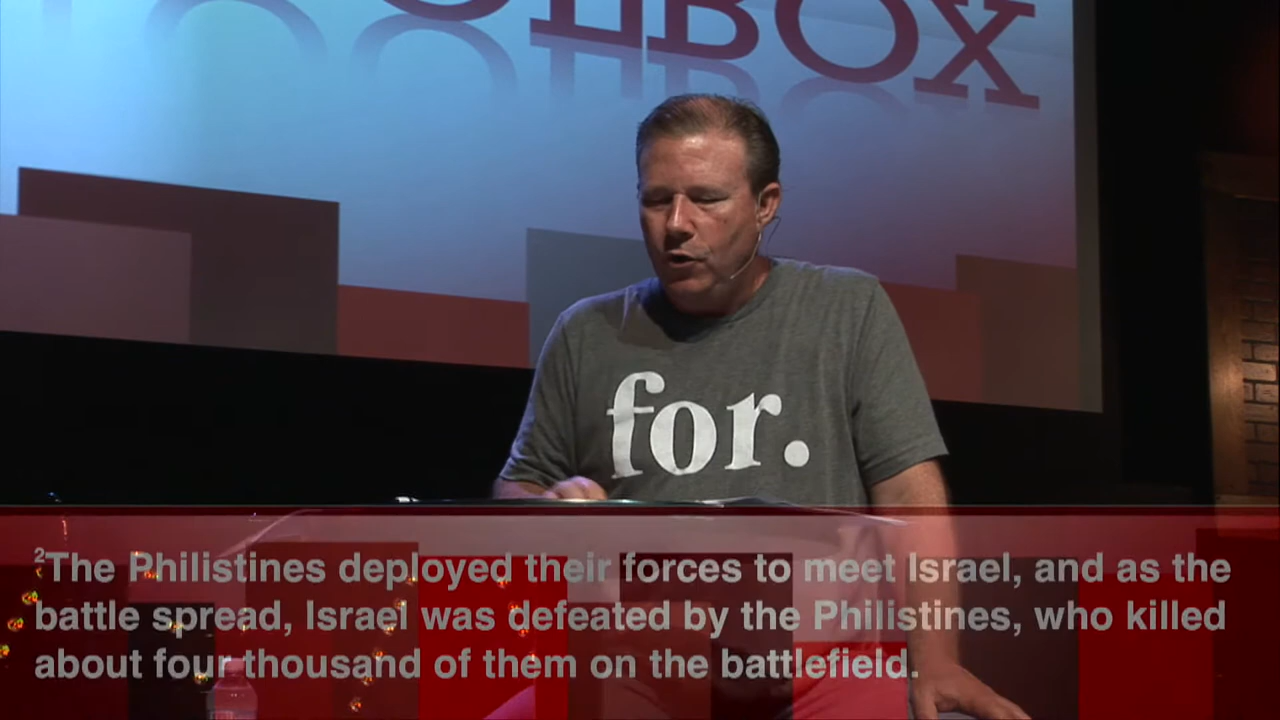 BOX
for.
²The Philistines deployed their forces to meet Israel, and as the
battle spread, Israel was defeated by the Philistines, who killed
about four thousand of them on the battlefield.